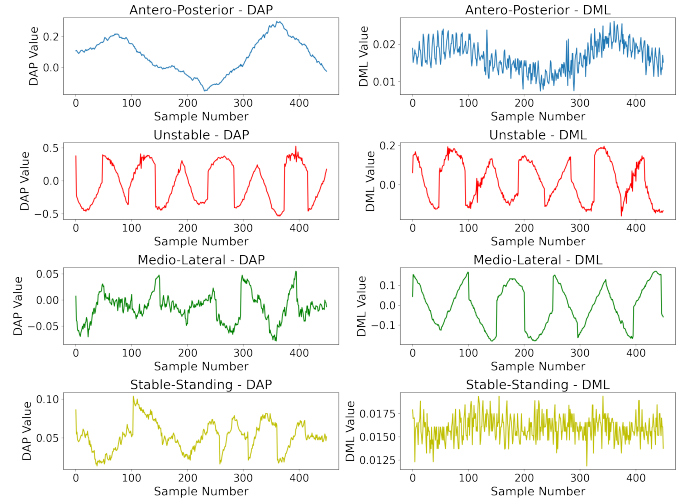 Antero-Posterior - DAP
DAP Value
0.2
0.0
0 100 200 300 400
Sample Number
Antero-Posterior - DML
DML Value
0.02
0.01
0 100 200 300 400
Sample Number
Unstable - DAP
DAP Value
0.5
0.0
−0.5
0 100 200 300 400
Sample Number
Unstable - DML
DML Value
0.2
0.0
0 100 200 300 400
Sample Number
Medio-Lateral - DAP
DAP Value
0.05
0.00
−0.05
0 100 200 300 400
Sample Number
Medio-Lateral - DML
DML Value
0.1
0.0
−0.1
0 100 200 300 400
Sample Number
Stable-Standing - DAP
DAP Value
0.10
0.05
0 100 200 300 400
Sample Number
Stable-Standing - DML
DML Value
0.0175
0.0150
0.0125
0 100 200 300 400
Sample Number